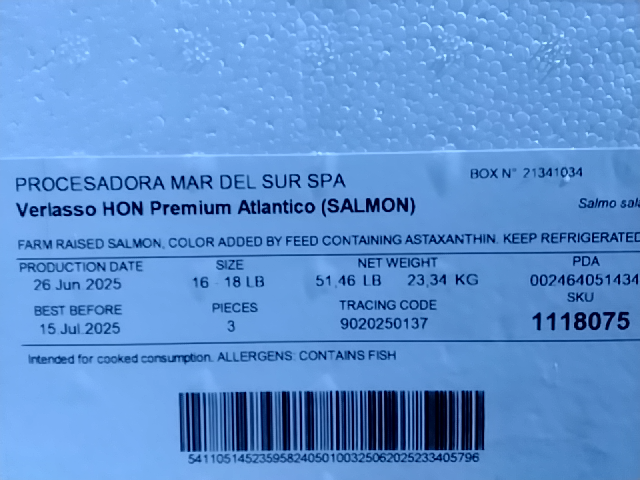 BOX N° 21341034
PROCESADORA MAR DEL SUR SPA
Verlasso HON Premium Atlantico (SALMON)
Salmo sala
FARM RAISED SALMON, COLOR ADDED BY FEED CONTAINING ASTAXANTHIN. KEEP REFRIGERATED
PRODUCTION DATE SIZE NET WEIGHT PDA
26 Jun 2025 16 - 18 LB 51,46 LB 23,34 KG 002464051434
BEST BEFORE PIECES TRACING CODE SKU
15 Jul 2025 3 9020250137 1118075
Intended for cooked consumption. ALLERGENS: CONTAINS FISH
54110514523595824050100325062025233405796